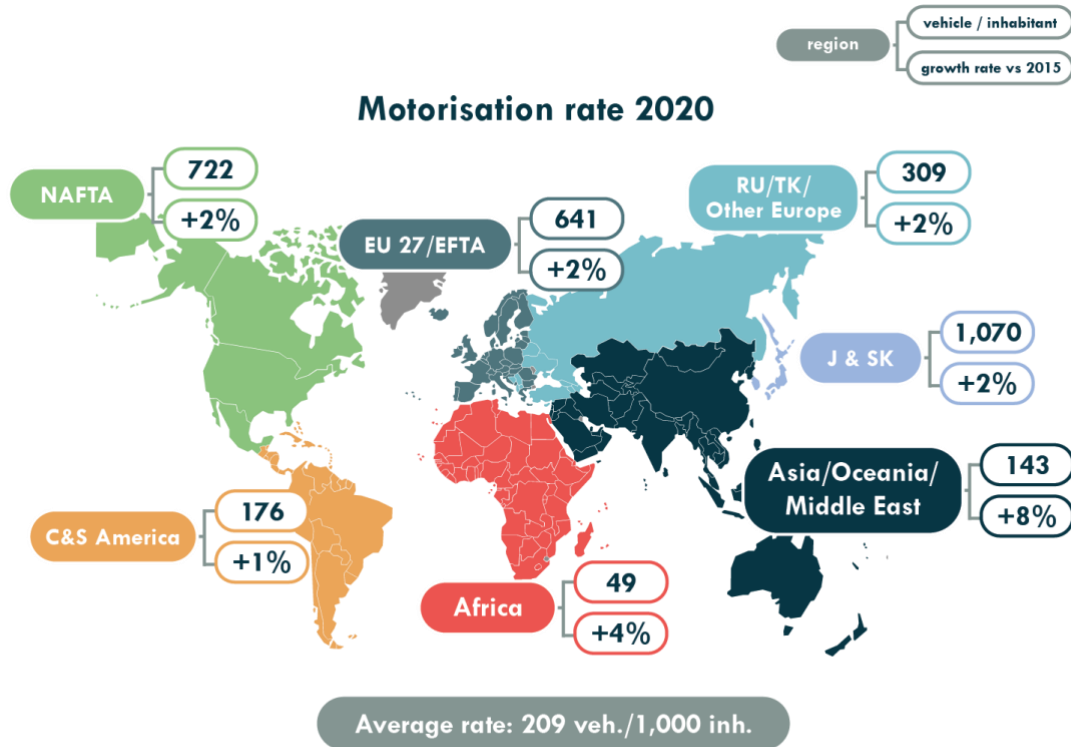 region
vehicle / inhabitant
growth rate vs 2015
Motorisation rate 2020
NAFTA
722
+2%
EU 27/EFTA
641
+2%
RU/TK/
Other Europe
309
+2%
J & SK
1,070
+2%
Asia/Oceania/
Middle East
143
+8%
C&S America
176
+1%
Africa
49
+4%
Average rate: 209 veh./1,000 inh.